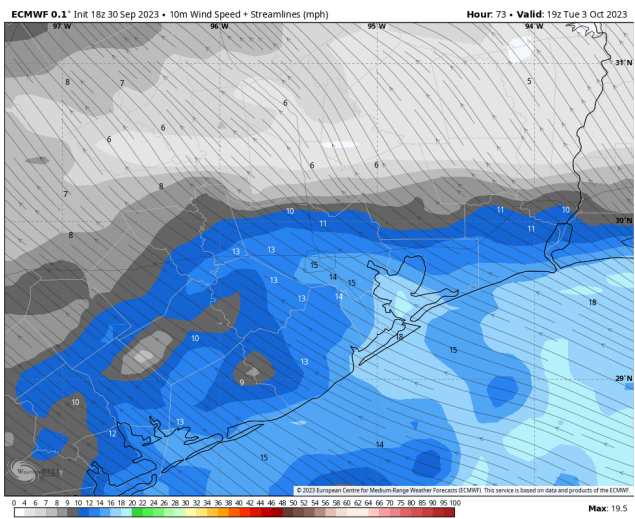 ECMWF 0.1° Init 18z 30 Sep 2023 • 10m Wind Speed + Streamlines (mph) Hour: 73 • Valid: 19z Tue 3 Oct 2023
97°W 96°W 95°W 94°W
31°N
8 7 5
6
6
6 6 6
7 8
10 11 10
11 30°N
8 11
13 13
15
13 14 15
13 14 18
18
10 15
13
9 29°N
10
13
12
14
15
WeatherBELL
© 2023 European Centre for Medium-Range Weather Forecasts (ECMWF). This service is based on data and products of the ECMWF.
0 4 6 8 9 10 12 14 16 18 20 22 24 26 28 30 32 34 36 38 40 42 44 46 48 50 52 54 56 58 60 62 64 66 70 75 80 85 90 95 100 Max: 19.5